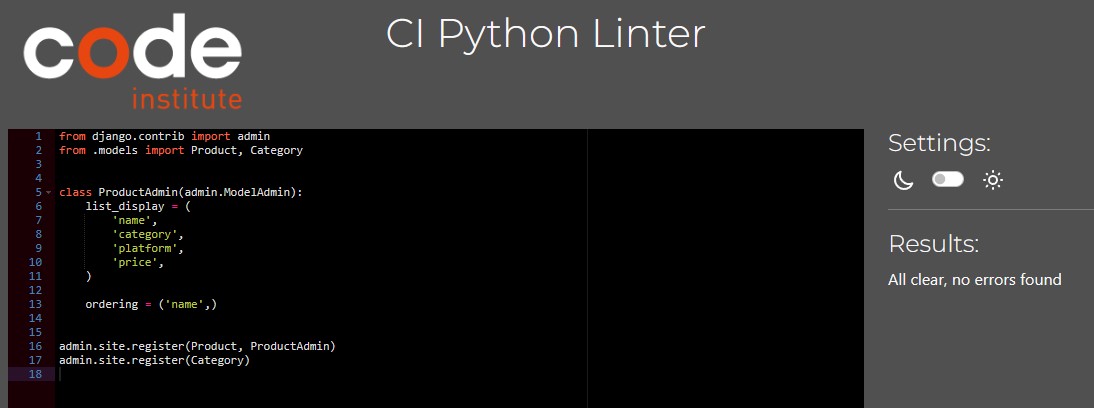 code
institute
CI Python Linter
1 from django.contrib import admin
2 from .models import Product, Category
3
4
5 class ProductAdmin(admin.ModelAdmin):
6     list_display = (
7         'name',
8         'category',
9         'platform',
10         'price',
11     )
12
13     ordering = ('name',)
14
15
16 admin.site.register(Product, ProductAdmin)
17 admin.site.register(Category)
18
Settings:
Results:
All clear, no errors found